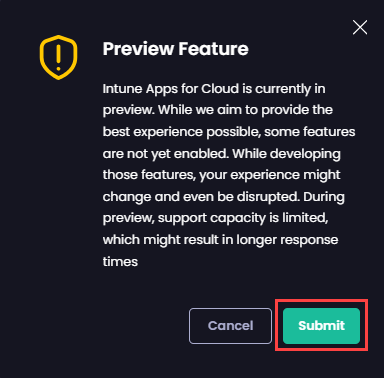 Preview Feature
Intune Apps for Cloud is currently in
preview. While we aim to provide the
best experience possible, some features
are not yet enabled. While developing
those features, your experience might
change and even be disrupted. During
preview, support capacity is limited,
which might result in longer response
times
Cancel
Submit